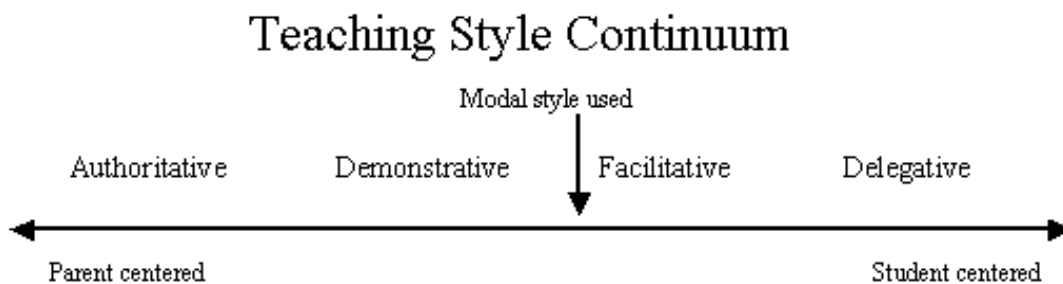 Teaching Style Continuum
Modal style used
Authoritative Demonstrative Facilitative Delegative
Parent centered Student centered